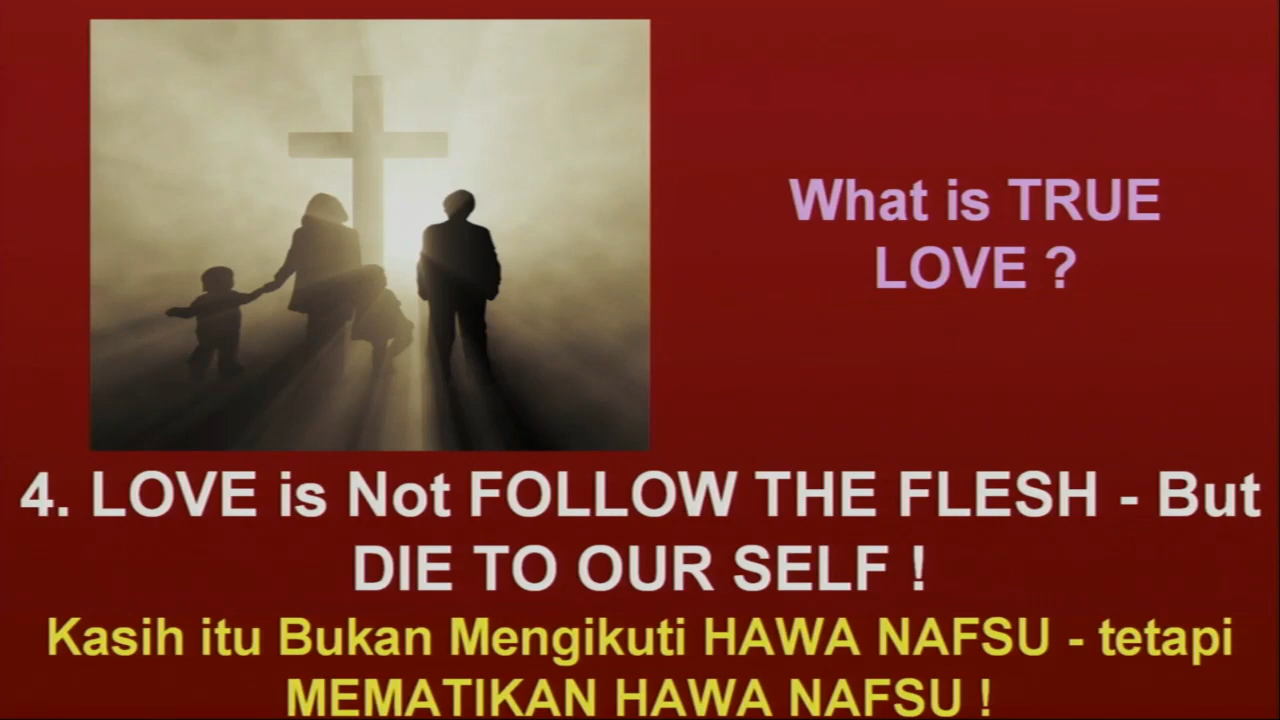 What is TRUE
LOVE ?
4. LOVE is Not FOLLOW THE FLESH - But
DIE TO OUR SELF !
Kasih itu Bukan Mengikuti HAWA NAFSU - tetapi
MEMATIKAN HAWA NAFSU !